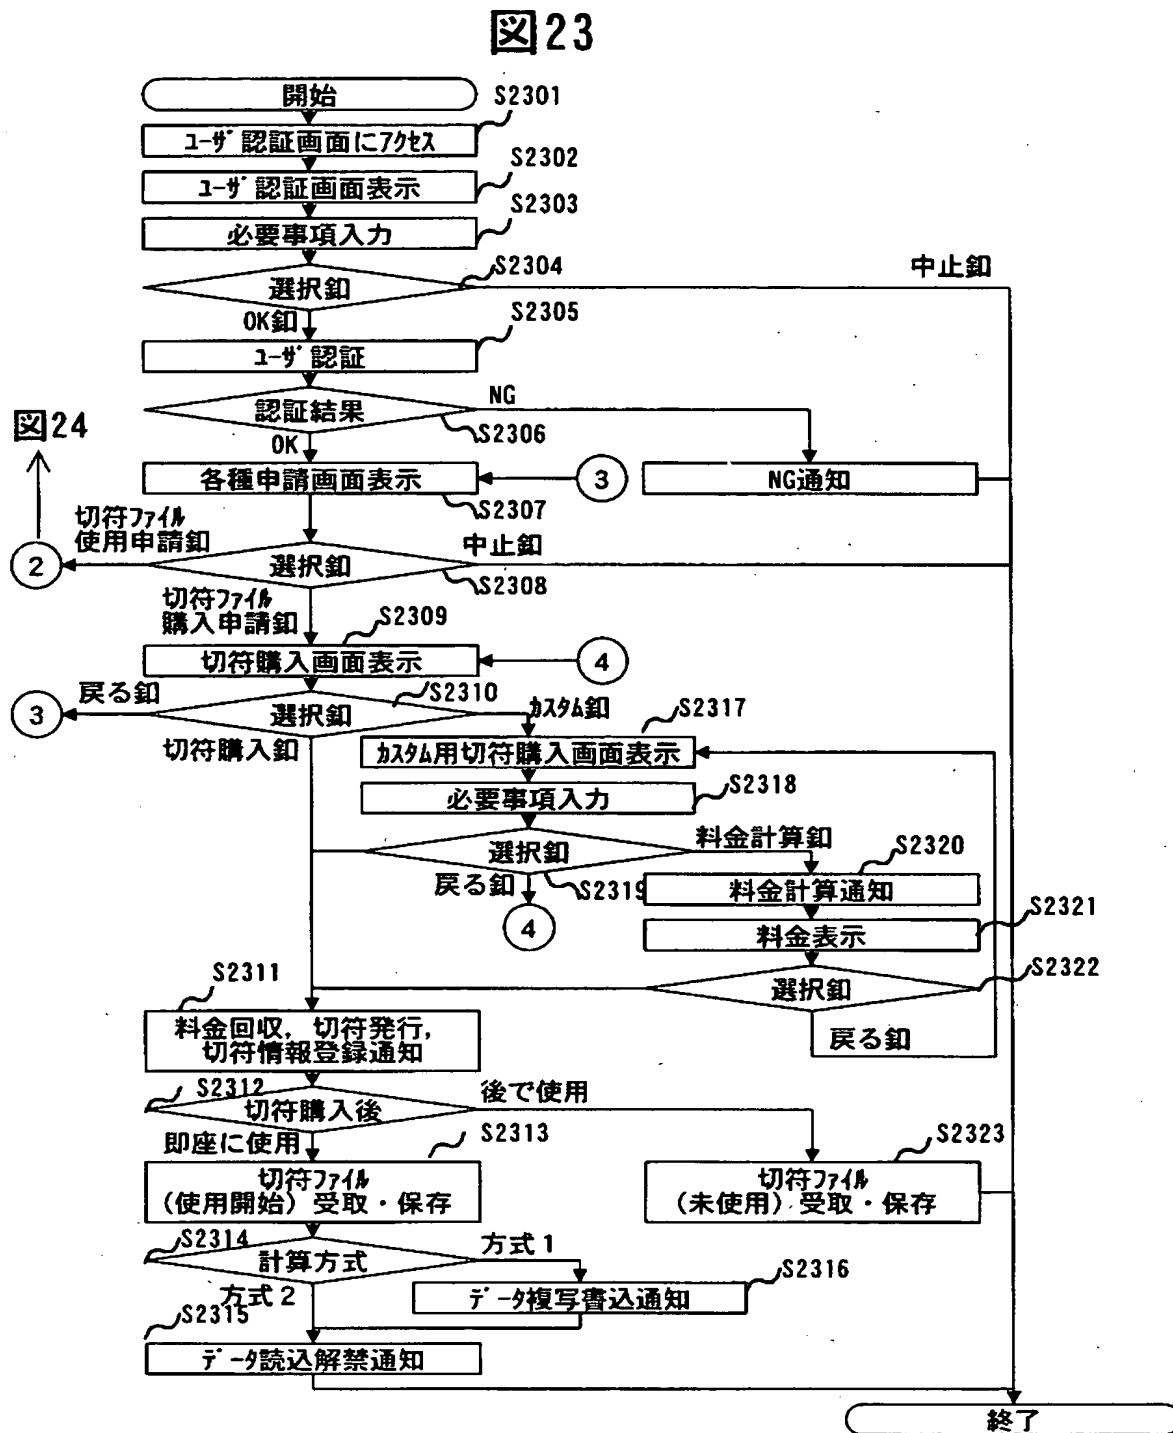 図23
開始
S2301
ユーザ認証画面にアクセス
S2302
ユーザ認証画面表示
S2303
必要事項入力
S2304
選択釦
中止釦
OK釦
S2305
ユーザ認証
認証結果
NG
S2306
図24
OK
各種申請画面表示
3
NG通知
S2307
切符ファイル
使用申請釦
2
選択釦
中止釦
S2308
切符ファイル
購入申請釦
S2309
切符購入画面表示
4
戻る釦
3
選択釦
S2310
カスタム釦
S2317
切符購入釦
カスタム用切符購入画面表示
必要事項入力
S2318
選択釦
料金計算釦
S2320
戻る釦
S2319
料金計算通知
4
料金表示
S2321
選択釦
S2322
戻る釦
S2311
料金回収, 切符発行,
切符情報登録通知
S2312
切符購入後
後で使用
即座に使用
S2313
S2323
切符ファイル
(使用開始) 受取・保存
切符ファイル
(未使用) 受取・保存
S2314
計算方式
方式1
方式2
S2316
データ複写書込通知
S2315
データ読込解禁通知
終了